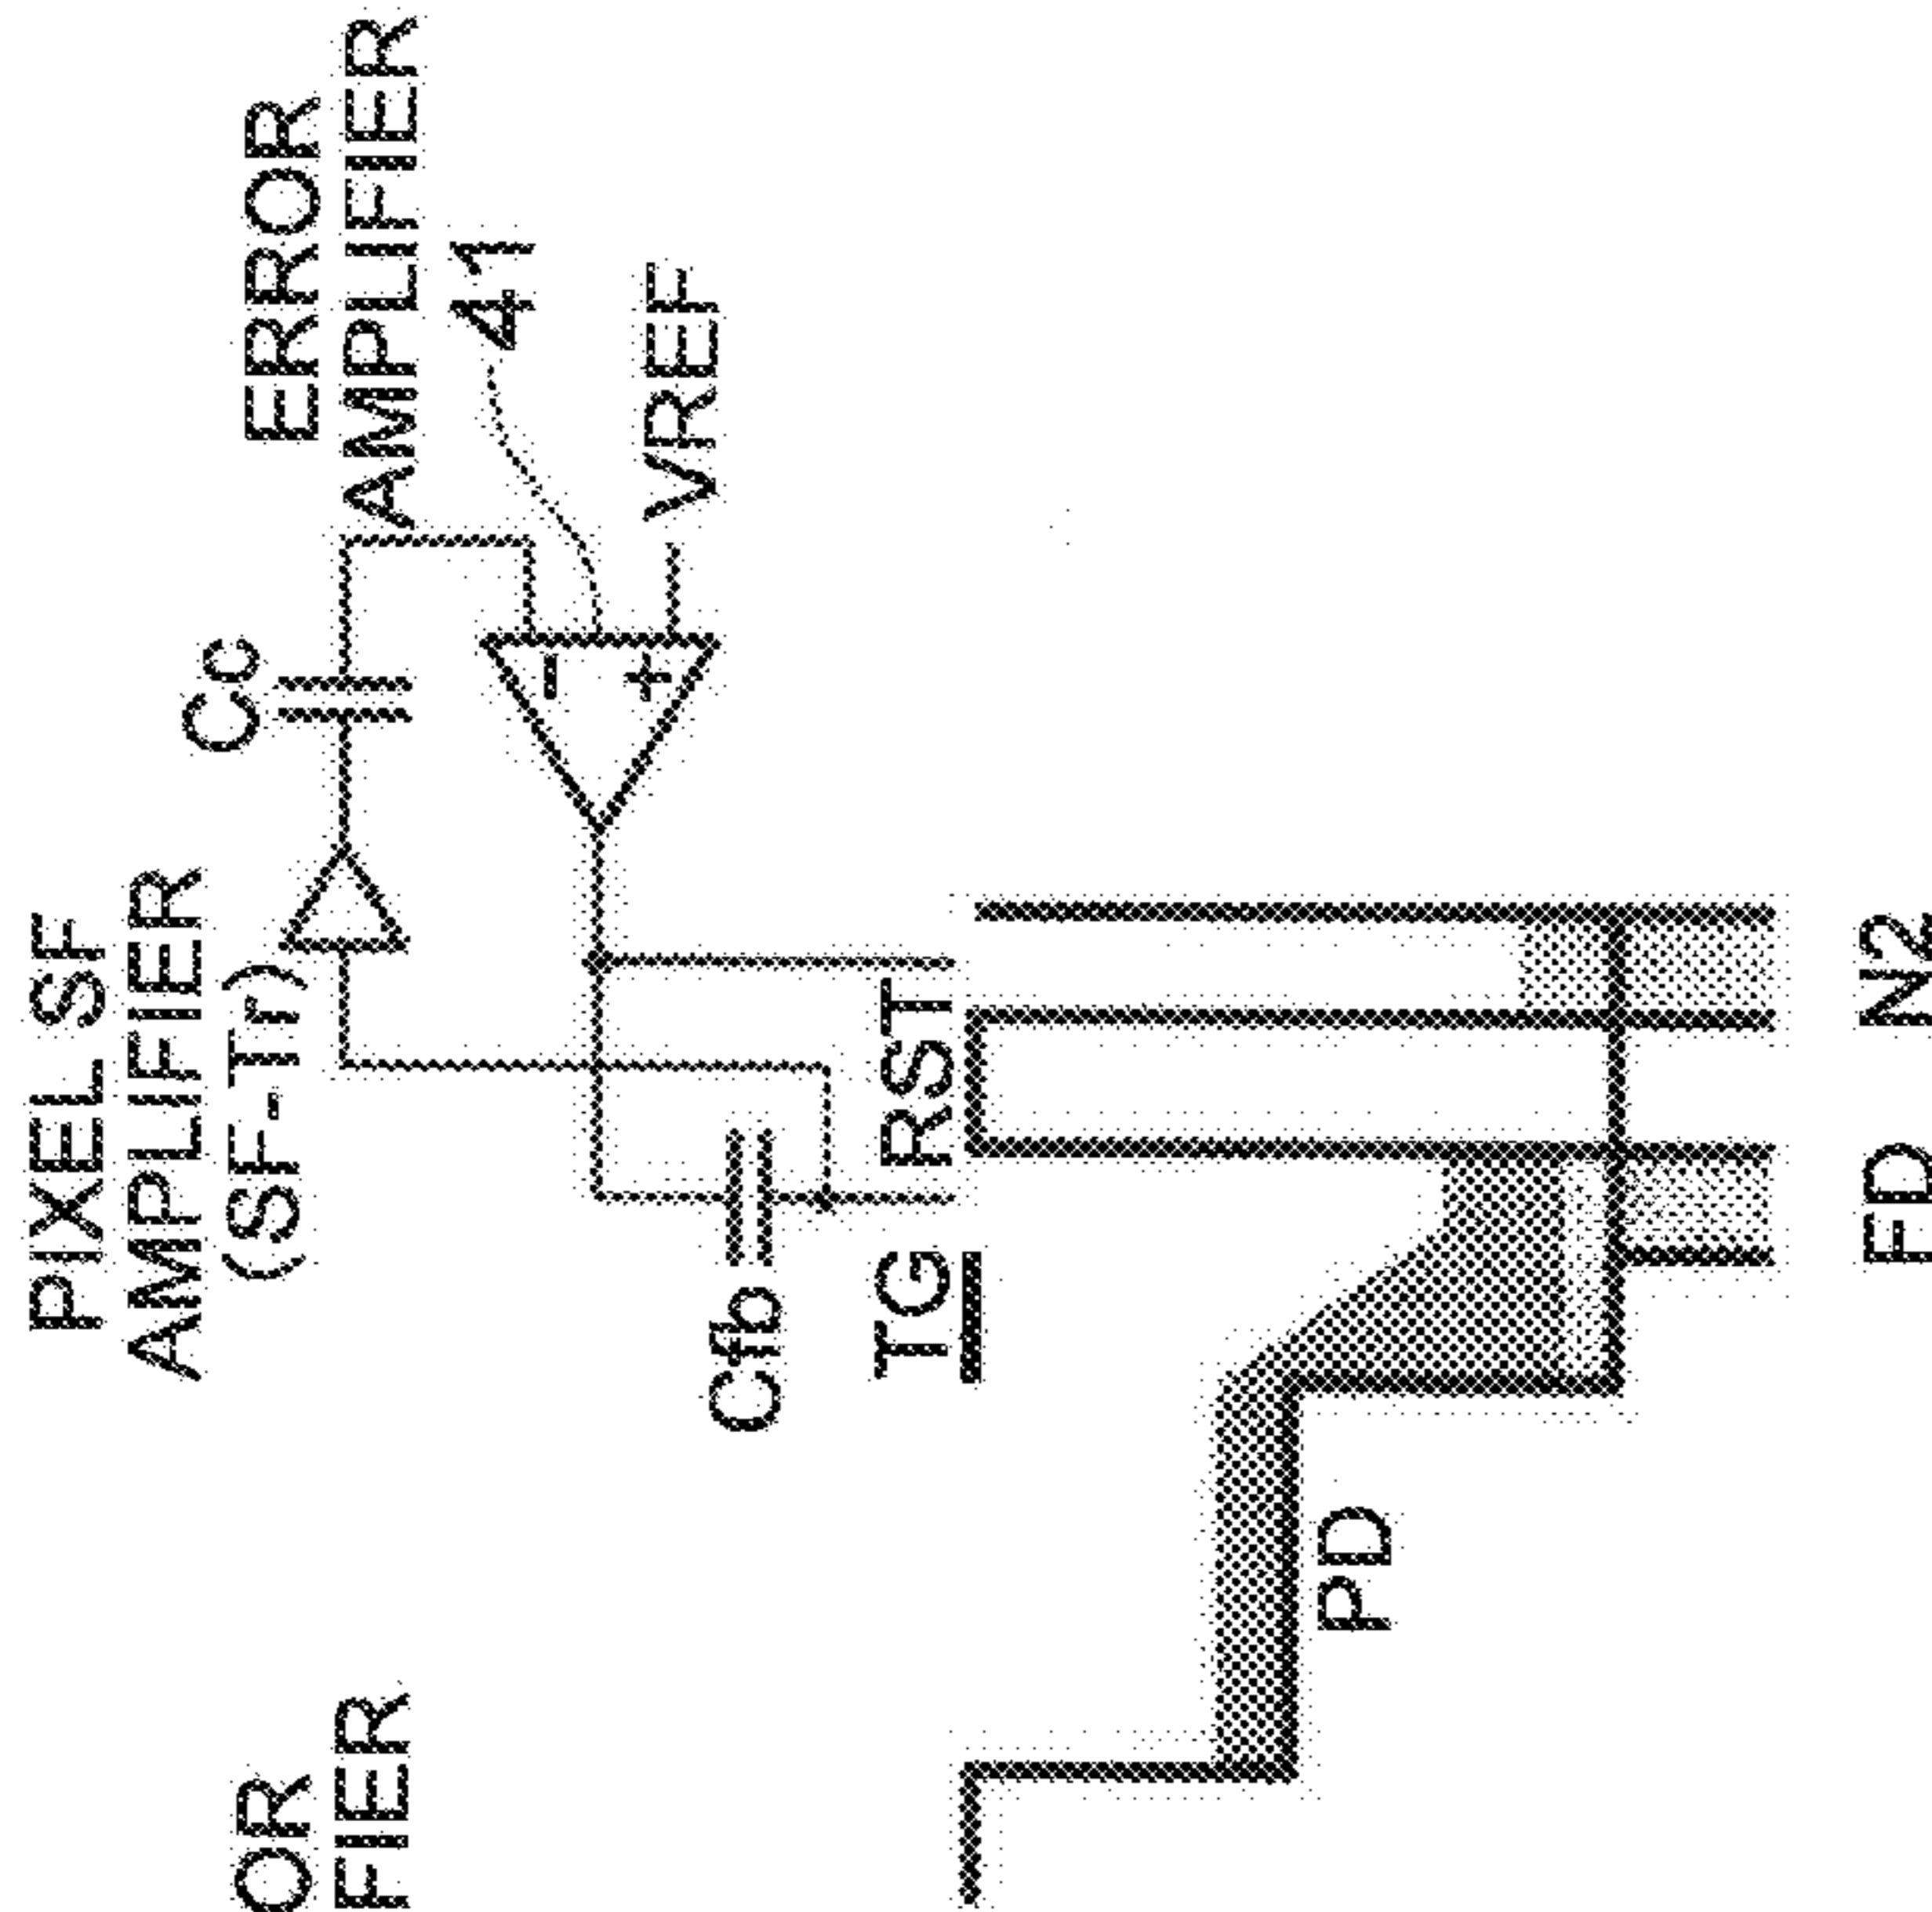 PIXEL SF
AMPLIFIER
(SF-Tr)
Cc
ERROR
AMPLIFIER
41
VREF
-
+
Cfb
TG
RST
PD
FD
N2
OR
FIER